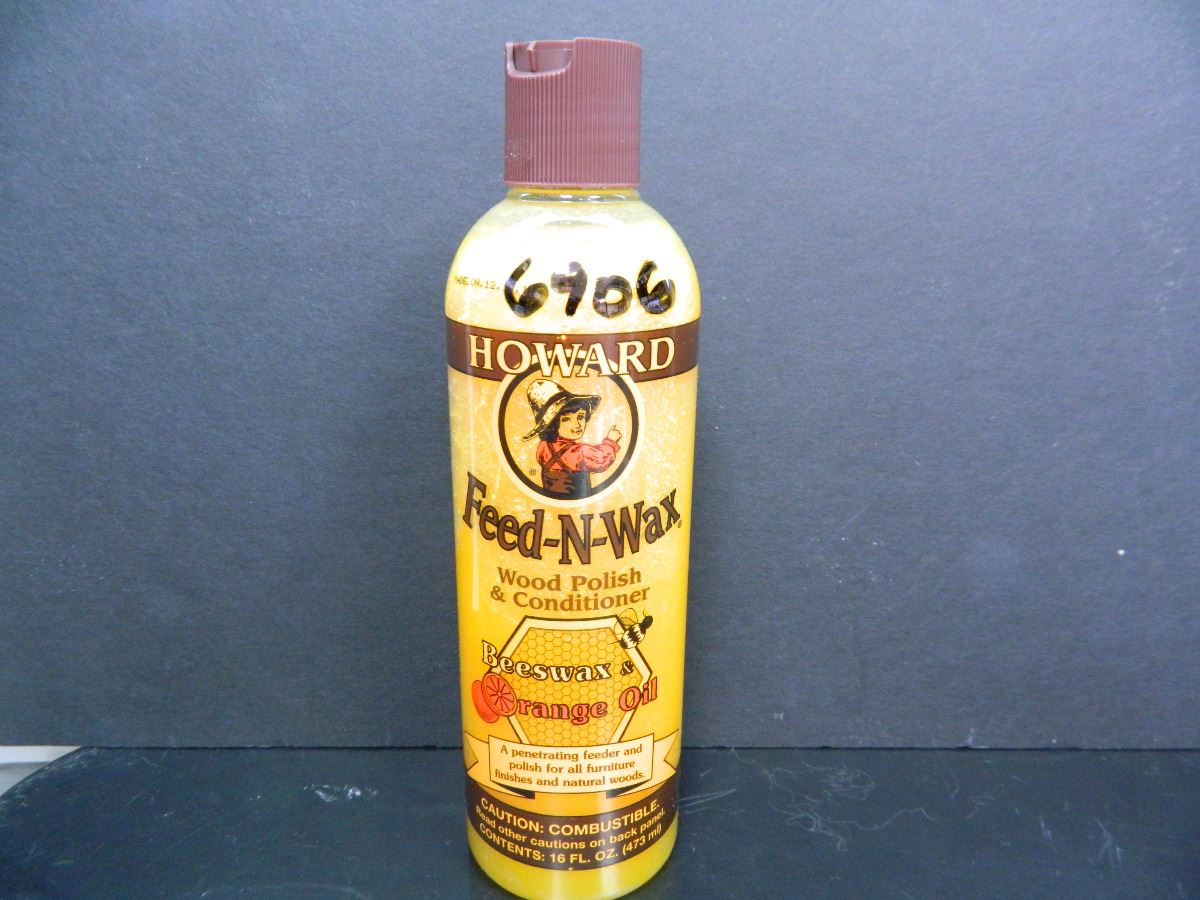 6906
HOWARD
®
Feed-N-Wax®
Wood Polish
& Conditioner
Beeswax &
Orange Oil
A penetrating feeder and
polish for all furniture
finishes and natural woods.
CAUTION: COMBUSTIBLE.
Read other cautions on back panel.
CONTENTS: 16 FL. OZ. (473 ml)